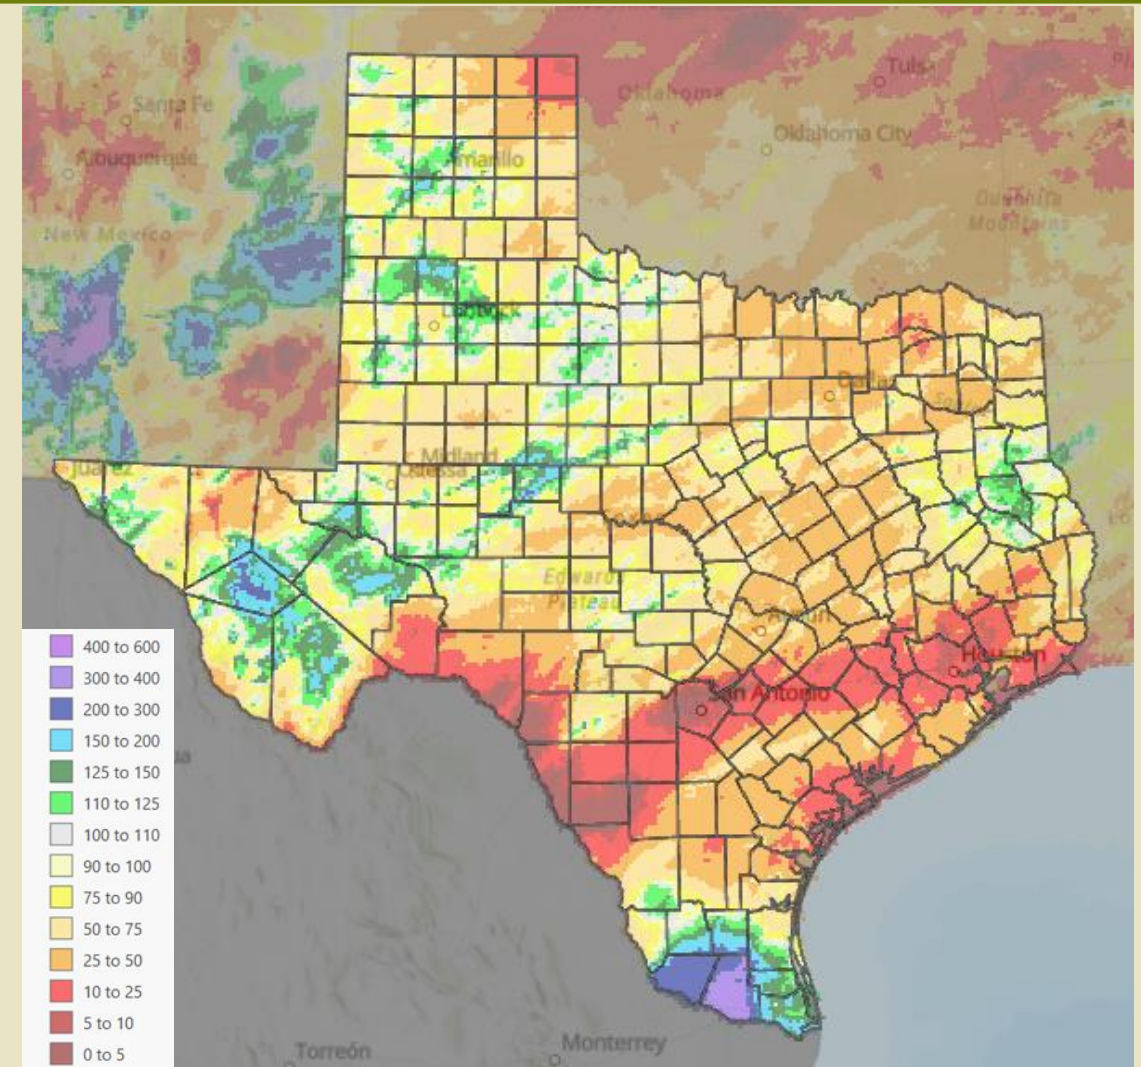 Tuls
Santa Fe
Oklahoma
Oklahoma City
Albuquerque
Amarillo
Ouachita
Mountains
New Mexico
Lubbock
Dallas
Midland
Odessa
Juárez
Edwards
Plateau
Austin
Houston
San Antonio
400 to 600
300 to 400
200 to 300
150 to 200
125 to 150
110 to 125
100 to 110
90 to 100
75 to 90
50 to 75
25 to 50
10 to 25
5 to 10
0 to 5
Torreón
Monterrey